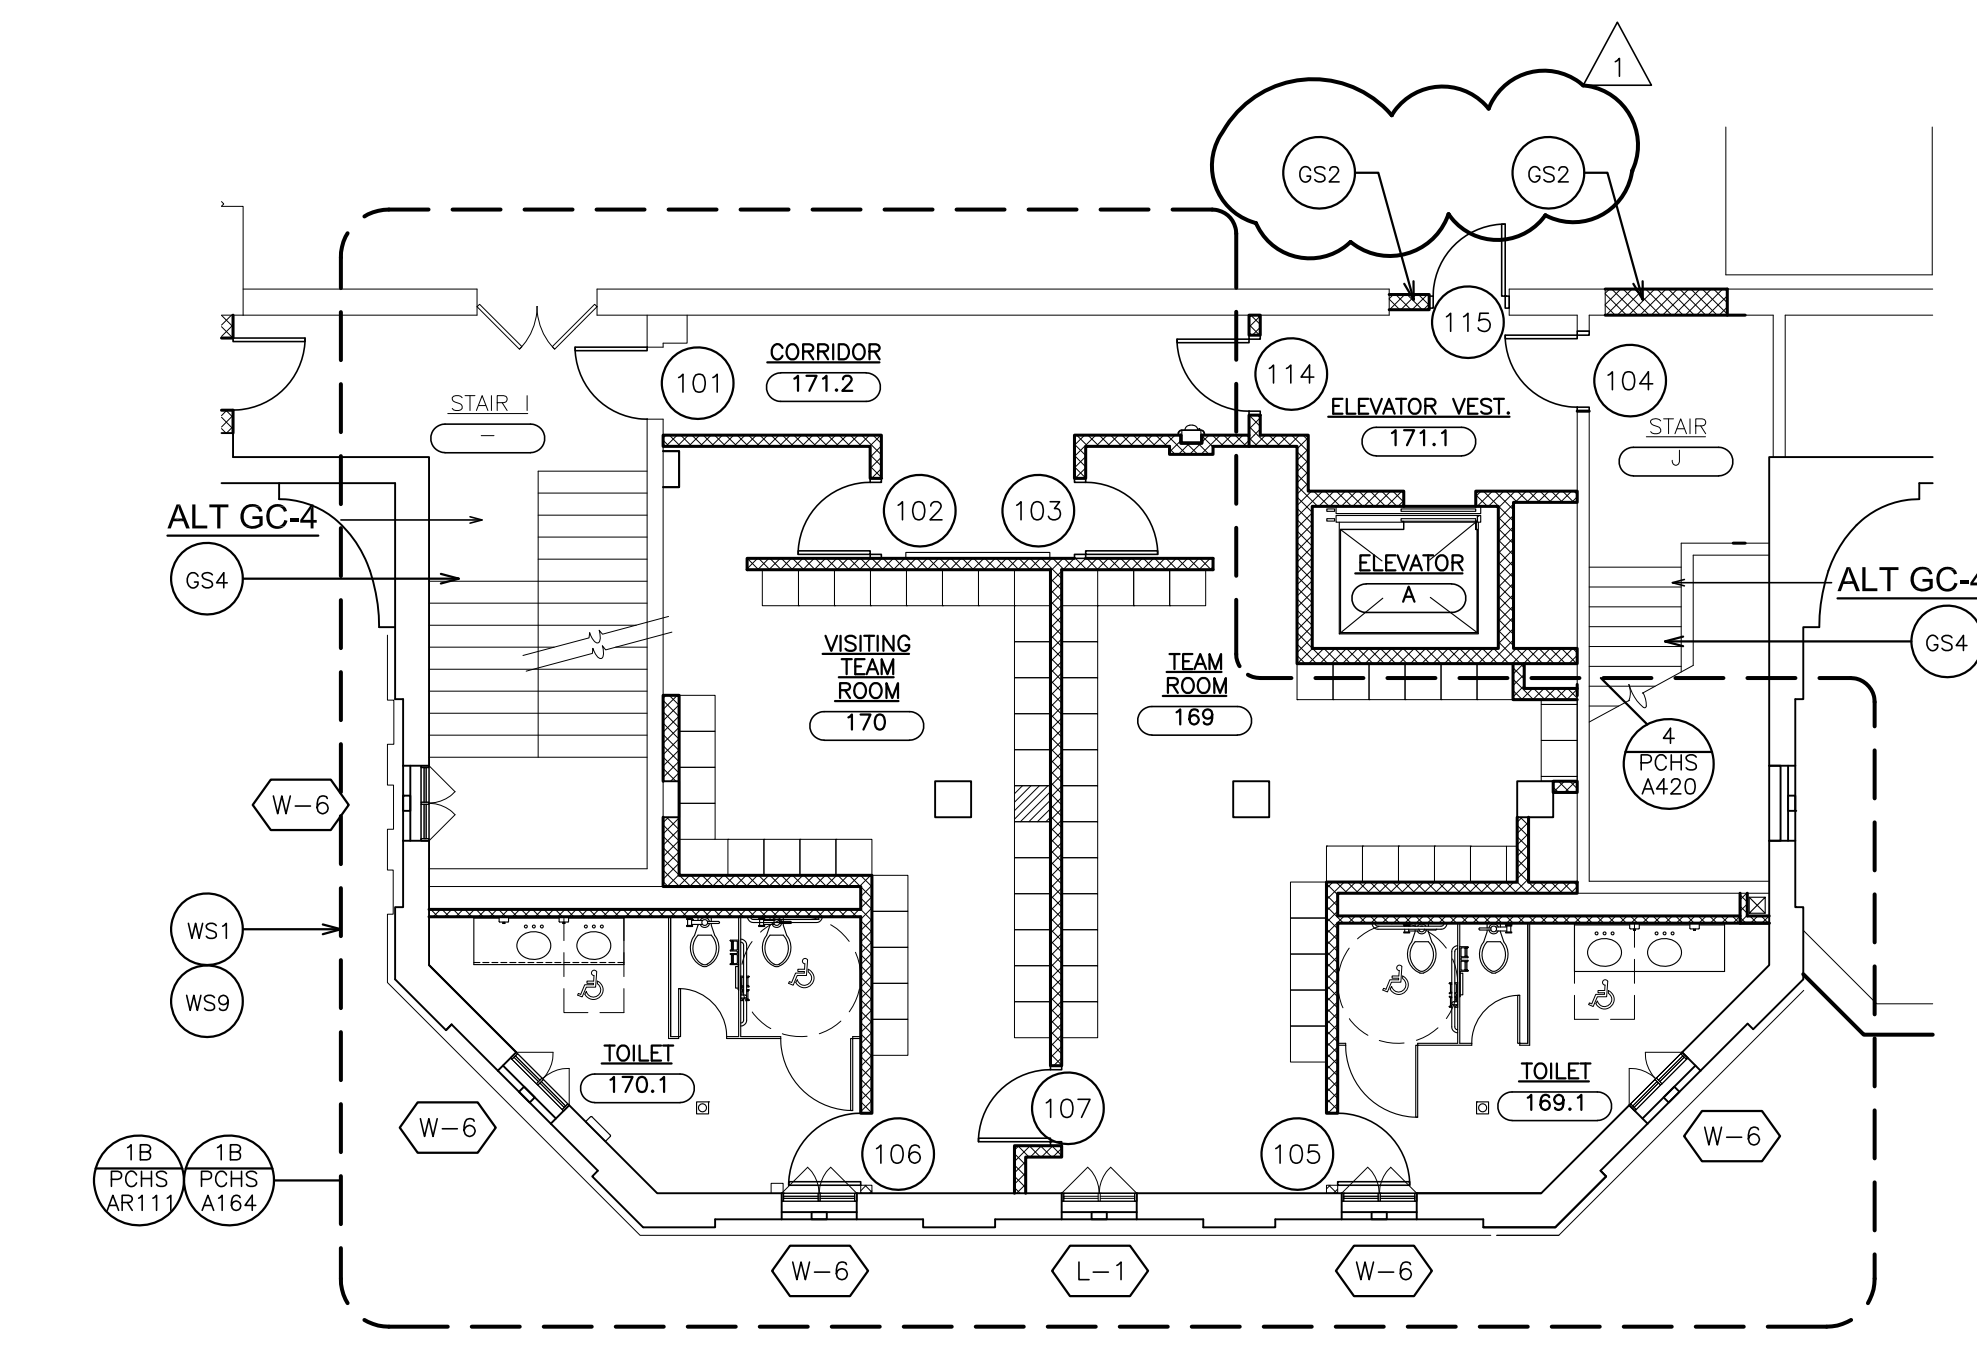 1
GS2
GS2
115
CORRIDOR
171.2
101
114
104
STAIR I
–
ELEVATOR VEST.
171.1
STAIR
J
ALT GC-4
102
103
GS4
ELEVATOR
A
ALT GC-4
GS4
VISITING
TEAM
ROOM
170
TEAM
ROOM
169
4
PCHS
A420
W-6
WS1
WS9
TOILET
170.1
TOILET
169.1
107
W-6
W-6
106
105
1B
PCHS
AR111
1B
PCHS
A164
W-6
L-1
W-6